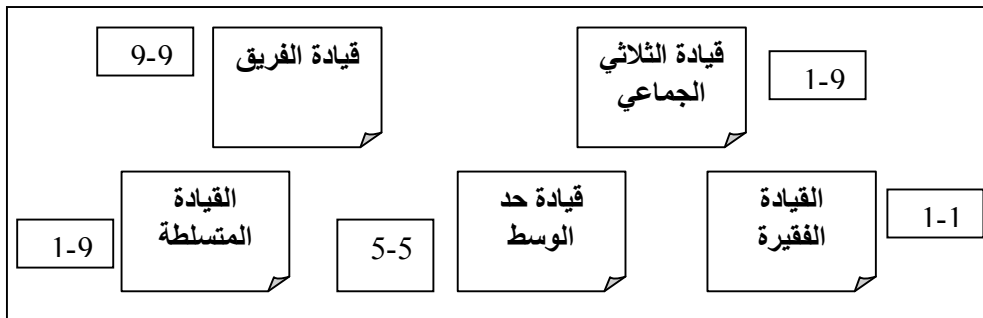 1-9
قيادة الثلاثي
الجماعي
9-9
قيادة الفريق
1-1
القيادة
الفقيرة
قيادة حد
الوسط
5-5
القيادة
المتسلطة
1-9